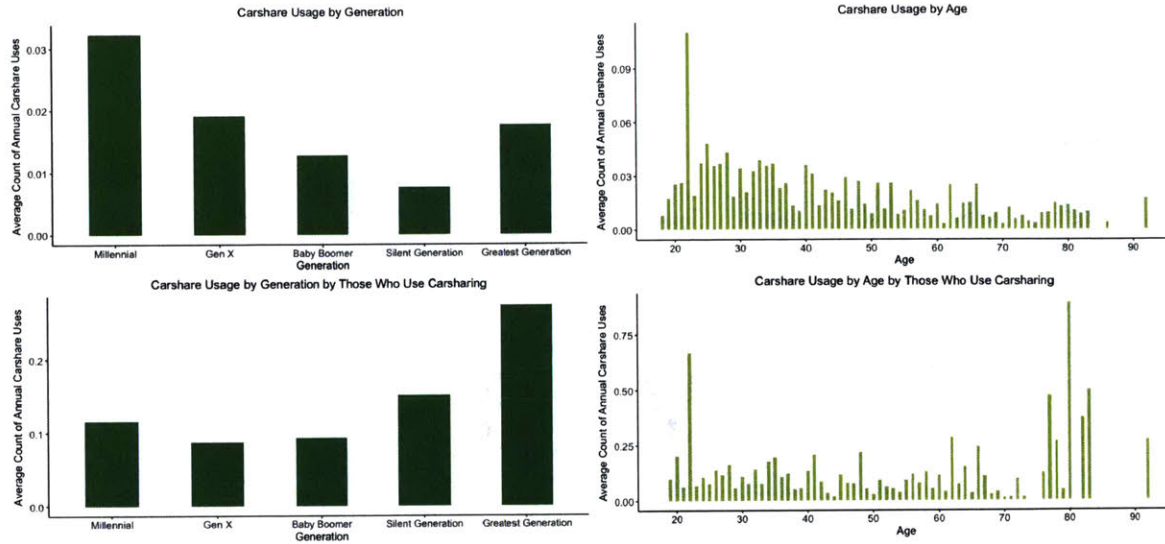 Carshare Usage by Generation
Average Count of Annual Carshare Uses
0.03
0.02
0.01
0.00
Millennial Gen X Baby Boomer Silent Generation Greatest Generation
Generation
Carshare Usage by Age
Average Count of Annual Carshare Uses
0.09
0.06
0.03
0.00
20 30 40 50 60 70 80 90
Age
Carshare Usage by Generation by Those Who Use Carsharing
Average Count of Annual Carshare Uses
0.2
0.1
0.0
Millennial Gen X Baby Boomer Silent Generation Greatest Generation
Generation
Carshare Usage by Age by Those Who Use Carsharing
Average Count of Annual Carshare Uses
0.75
0.50
0.25
0.00
20 30 40 50 60 70 80 90
Age